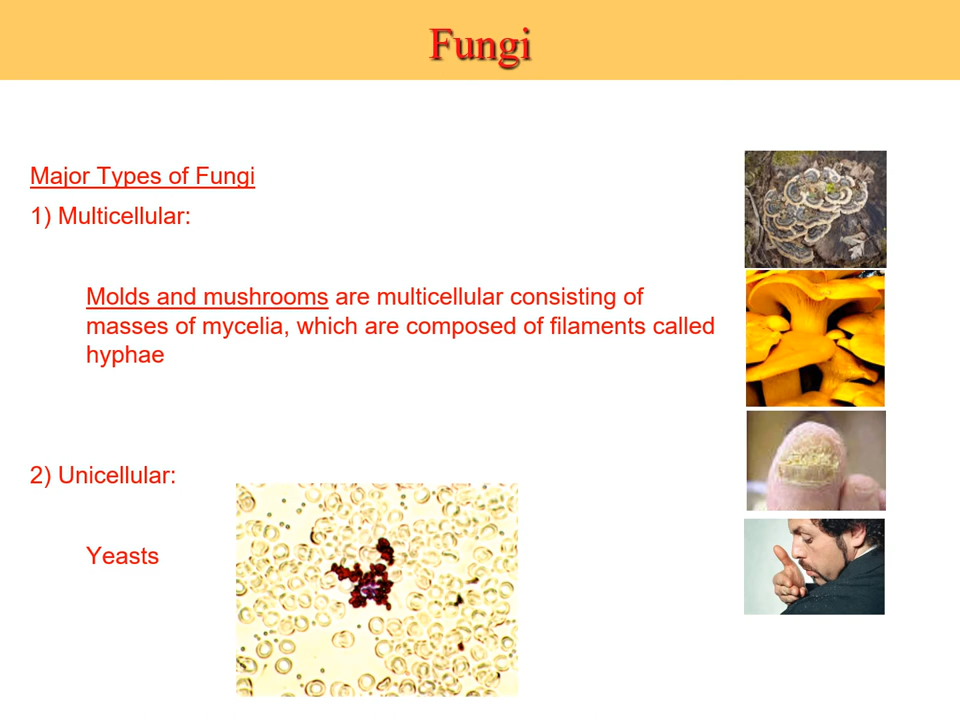 Fungi
Major Types of Fungi
1) Multicellular:
Molds and mushrooms are multicellular consisting of
masses of mycelia, which are composed of filaments called
hyphae
2) Unicellular:
Yeasts